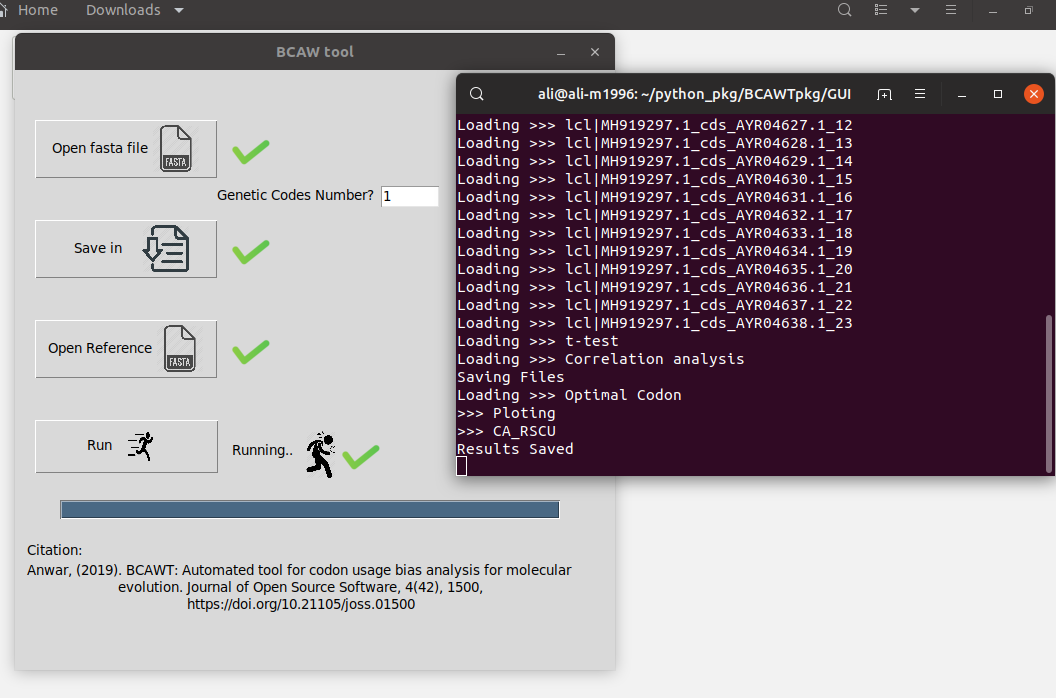 Home Downloads
BCAW tool
Open fasta file
FASTA
Genetic Codes Number? 1
Save in
Open Reference
FASTA
Run
Running..
Citation:
Anwar, (2019). BCAWT: Automated tool for codon usage bias analysis for molecular
evolution. Journal of Open Source Software, 4(42), 1500,
https://doi.org/10.21105/joss.01500
ali@ali-m1996: ~/python_pkg/BCAWTpkg/GUI
Loading >>> lcl|MH919297.1_cds_AYR04627.1_12
Loading >>> lcl|MH919297.1_cds_AYR04628.1_13
Loading >>> lcl|MH919297.1_cds_AYR04629.1_14
Loading >>> lcl|MH919297.1_cds_AYR04630.1_15
Loading >>> lcl|MH919297.1_cds_AYR04631.1_16
Loading >>> lcl|MH919297.1_cds_AYR04632.1_17
Loading >>> lcl|MH919297.1_cds_AYR04633.1_18
Loading >>> lcl|MH919297.1_cds_AYR04634.1_19
Loading >>> lcl|MH919297.1_cds_AYR04635.1_20
Loading >>> lcl|MH919297.1_cds_AYR04636.1_21
Loading >>> lcl|MH919297.1_cds_AYR04637.1_22
Loading >>> lcl|MH919297.1_cds_AYR04638.1_23
Loading >>> t-test
Loading >>> Correlation analysis
Saving Files
Loading >>> Optimal Codon
>>> Ploting
>>> CA_RSCU
Results Saved